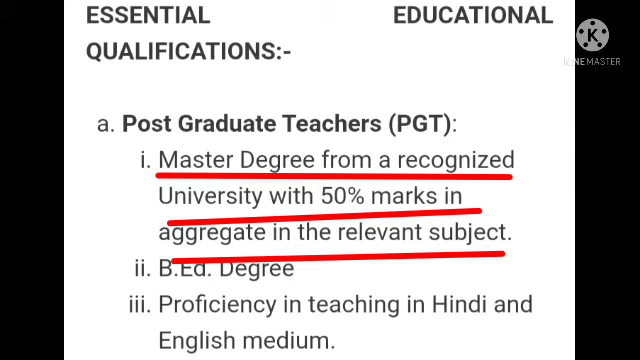 ESSENTIAL EDUCATIONAL
QUALIFICATIONS:-
a. Post Graduate Teachers (PGT):
i. Master Degree from a recognized
University with 50% marks in
aggregate in the relevant subject.
ii. B.Ed. Degree
iii. Proficiency in teaching in Hindi and
English medium.
K
KINEMASTER